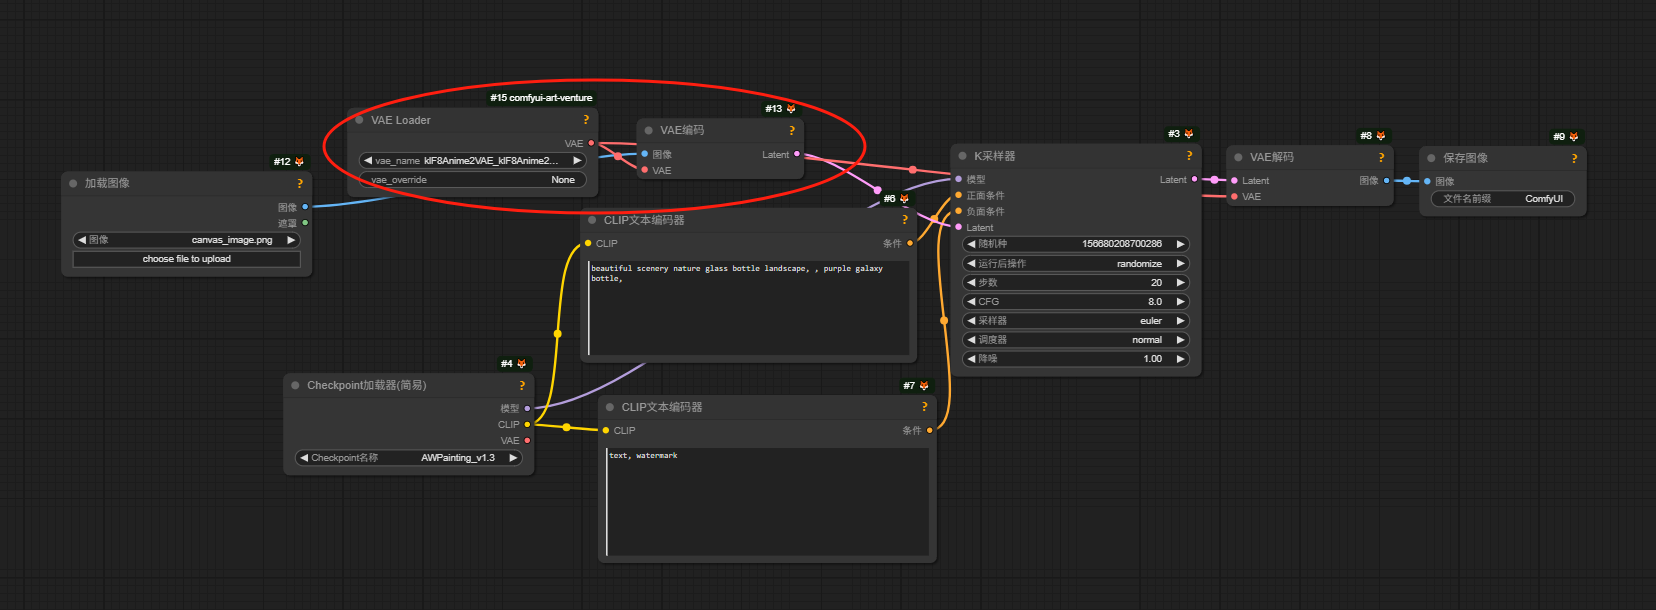 #12
加载图像
图像
遮罩
图像 canvas_image.png
choose file to upload
#15 comfyui-art-venture
VAE Loader
VAE
vae_name klF8Anime2VAE_klF8Anime2...
vae_override None
#13
VAE编码
图像
Latent
VAE
#6
CLIP文本编码器
CLIP
条件
beautiful scenery nature glass bottle landscape, , purple galaxy
bottle,
#4
Checkpoint加载器(简易)
模型
CLIP
VAE
Checkpoint名称 AWPainting_v1.3
#7
CLIP文本编码器
CLIP
条件
text, watermark
#3
K采样器
模型
Latent
正面条件
负面条件
Latent
随机种 156680208700286
运行后操作 randomize
步数 20
CFG 8.0
采样器 euler
调度器 normal
降噪 1.00
#8
VAE解码
Latent
图像
VAE
#9
保存图像
图像
文件名前缀 ComfyUI